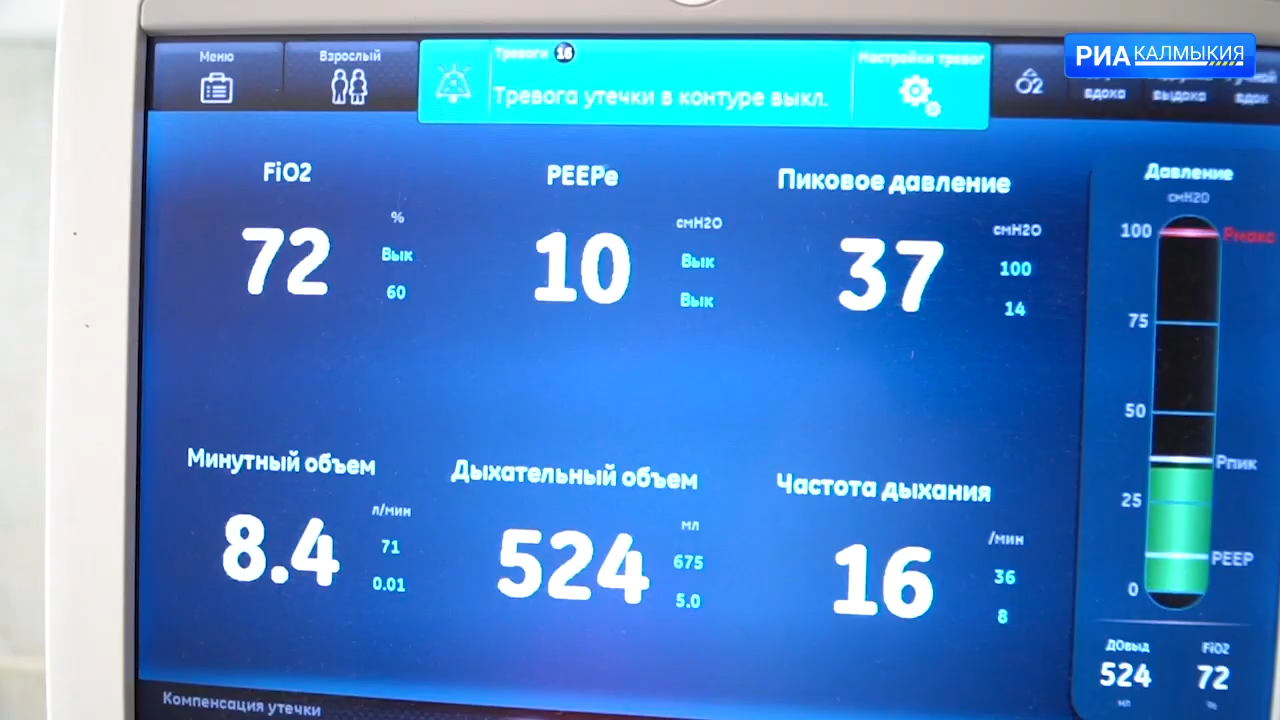 РИА КАЛМЫКИЯ
Меню
Взрослый
Тревоги 16
Настройки тревог
Тревога утечки в контуре выкл.
O2
вдоха
выдоха
вдох
FiO2
%
72
Вык
60
PEEPe
смH2O
10
Вык
Вык
Пиковое давление
смH2O
37
100
14
Давление
смH2O
100
Pмакс
75
50
Pпик
25
PEEP
0
Минутный объем
л/мин
8.4
71
0.01
Дыхательный объем
мл
524
675
5.0
Частота дыхания
/мин
16
36
8
ДОвыд
FiO2
524
72
мл
%
Компенсация утечки